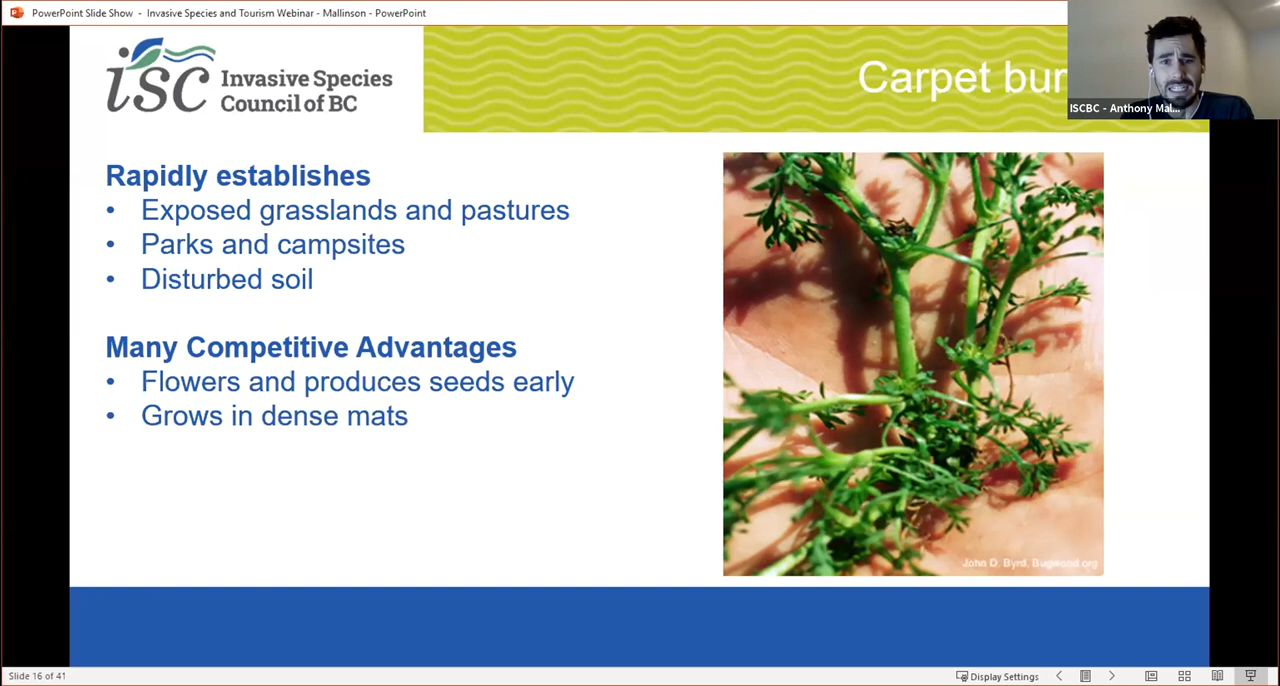 PowerPoint Slide Show - Invasive Species and Tourism Webinar - Mallinson - PowerPoint
isc Invasive Species
Council of BC
Carpet bur
ISCBC - Anthony Mal...
Rapidly establishes
• Exposed grasslands and pastures
• Parks and campsites
• Disturbed soil
Many Competitive Advantages
• Flowers and produces seeds early
• Grows in dense mats
John D. Byrd, Bugwood.org
Slide 16 of 41
Display Settings